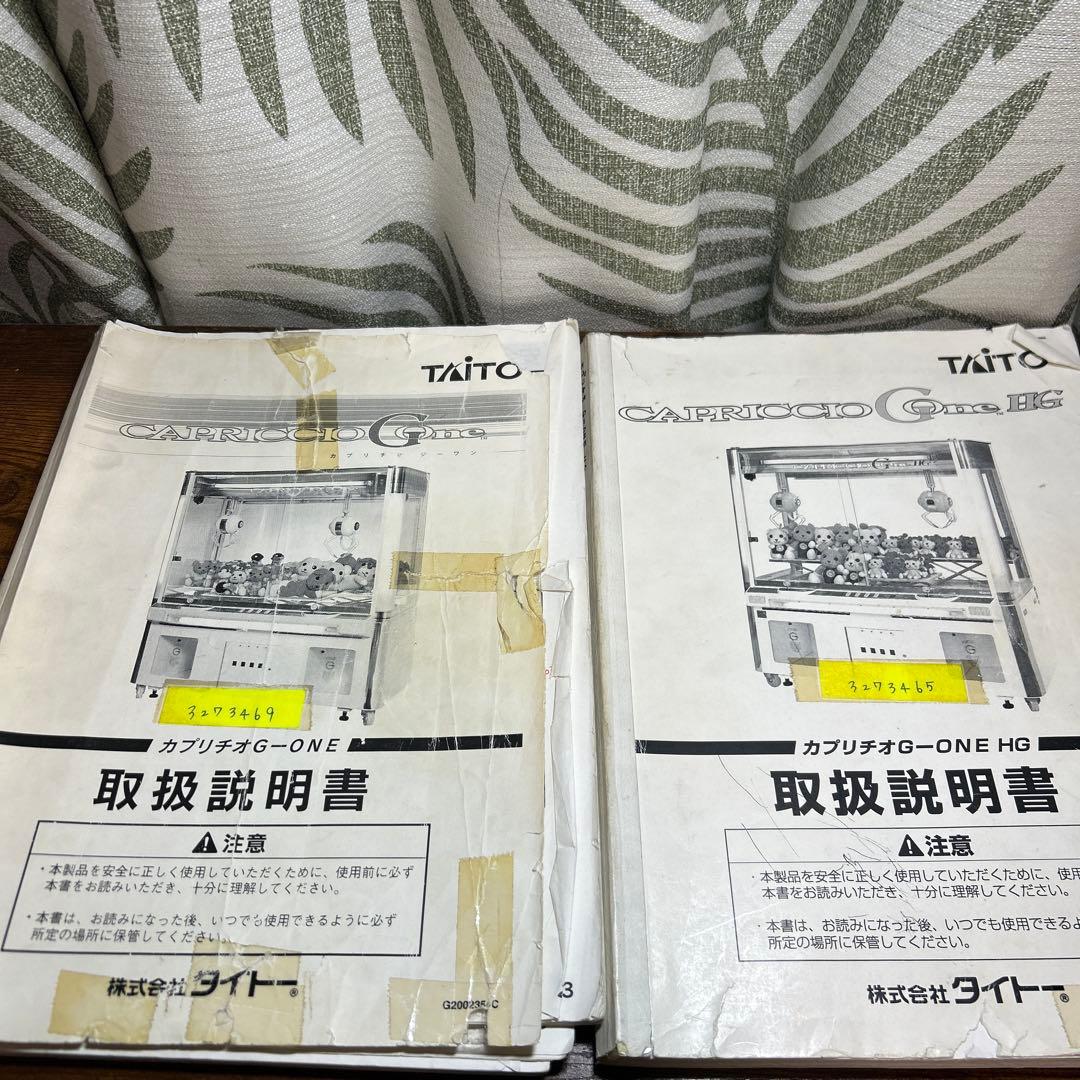 TAITO
CAPRICCIO G-One
カプリチオ ジーワン
G
G
3273469
カプリチオG-ONE
取扱説明書
⚠注意
・本製品を安全に正しく使用していただくために、使用前に必ず
本書をお読みいただき、十分に理解してください。
・本書は、お読みになった後、いつでも使用できるように必ず
所定の場所に保管してください。
株式会社タイトー®
23
TAITO
CAPRICCIO G-One HG
3273465
カプリチオG-ONE HG
取扱説明書
⚠注意
・本製品を安全に正しく使用していただくために、使用
本書をお読みいただき、十分に理解してください。
・本書は、お読みになった後、いつでも使用できるよ
所定の場所に保管してください。
株式会社タイトー®